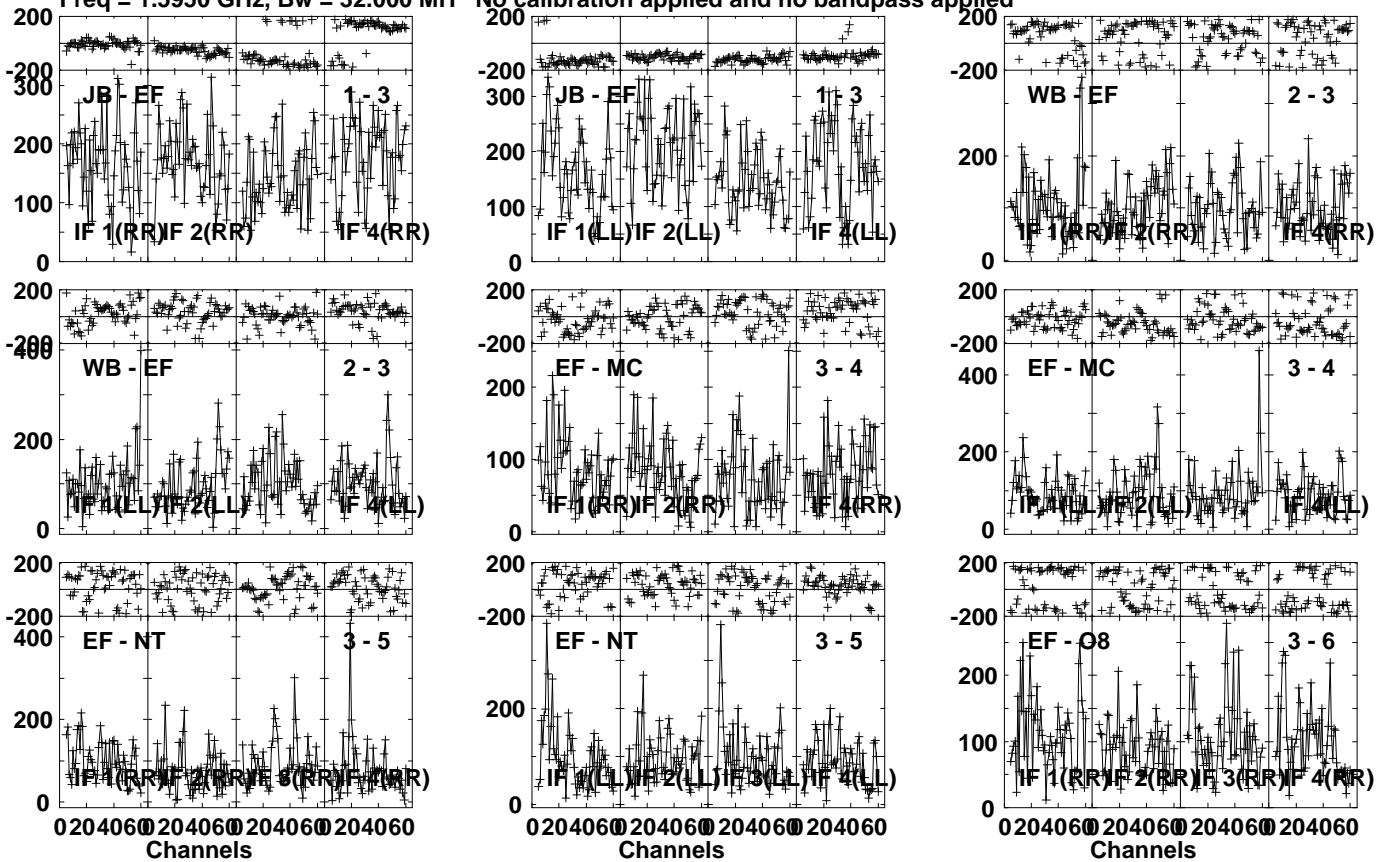 Freq = 1.5950 GHz, Bw = 32.000 MH No calibration applied and no bandpass applied
200
-200
300
200
100
0
JB - EF
1 - 3
IF 1(RR)
IF 2(RR)
IF 4(RR)
200
-200
300
200
100
0
JB - EF
1 - 3
IF 1(LL)
IF 2(LL)
IF 4(LL)
200
-200
200
0
WB - EF
2 - 3
IF 1(RR)
IF 2(RR)
IF 4(RR)
200
-200
400
200
0
WB - EF
2 - 3
IF 1(LL)
IF 2(LL)
IF 4(LL)
200
-200
200
100
0
EF - MC
3 - 4
IF 1(RR)
IF 2(RR)
IF 4(RR)
200
-200
400
200
0
EF - MC
3 - 4
IF 1(LL)
IF 2(LL)
IF 4(LL)
200
-200
400
200
0
EF - NT
3 - 5
IF 1(RR)
IF 2(RR)
IF 3(RR)
IF 4(RR)
0 20 40 60 0 20 40 60 0 20 40 60 0 20 40 60
Channels
200
-200
200
0
EF - NT
3 - 5
IF 1(LL)
IF 2(LL)
IF 3(LL)
IF 4(LL)
0 20 40 60 0 20 40 60 0 20 40 60 0 20 40 60
Channels
200
-200
200
100
0
EF - O8
3 - 6
IF 1(RR)
IF 2(RR)
IF 3(RR)
IF 4(RR)
0 20 40 60 0 20 40 60 0 20 40 60 0 20 40 60
Channels